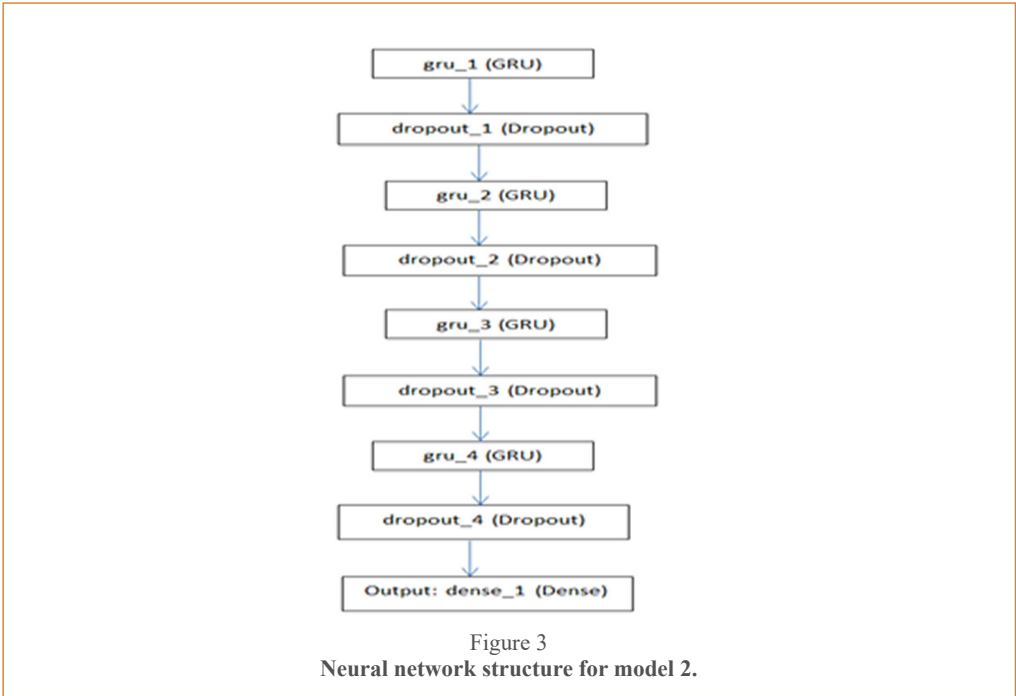 gru_1 (GRU)
dropout_1 (Dropout)
gru_2 (GRU)
dropout_2 (Dropout)
gru_3 (GRU)
dropout_3 (Dropout)
gru_4 (GRU)
dropout_4 (Dropout)
Output: dense_1 (Dense)
Figure 3
Neural network structure for model 2.